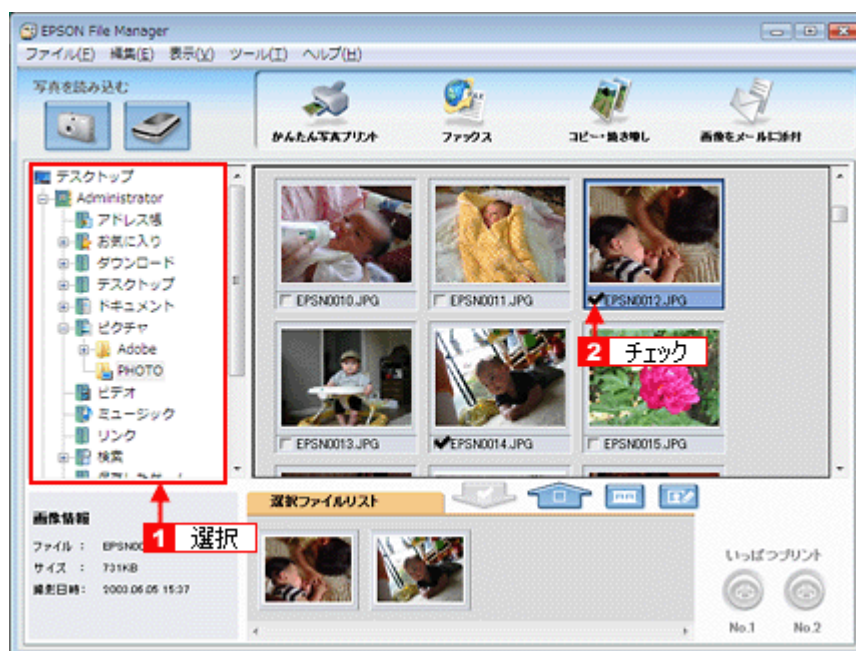 EPSON File Manager
ファイル(F) 編集(E) 表示(V) ツール(T) ヘルプ(H)
写真を読み込む
かんたん写真プリント
ファックス
コピー・焼き増し
画像をメールに添付
デスクトップ
Administrator
アドレス帳
お気に入り
ダウンロード
デスクトップ
ドキュメント
ピクチャ
Adobe
PHOTO
ビデオ
ミュージック
リンク
検索
EPSN0010.JPG
EPSN0011.JPG
EPSN0012.JPG
2 チェック
EPSN0013.JPG
EPSN0014.JPG
EPSN0015.JPG
1 選択
選択ファイルリスト
画像情報
ファイル : EPSN00
サイズ : 731KB
撮影日時: 2003.06.05 15:37
いっぱつプリント
No.1 No.2